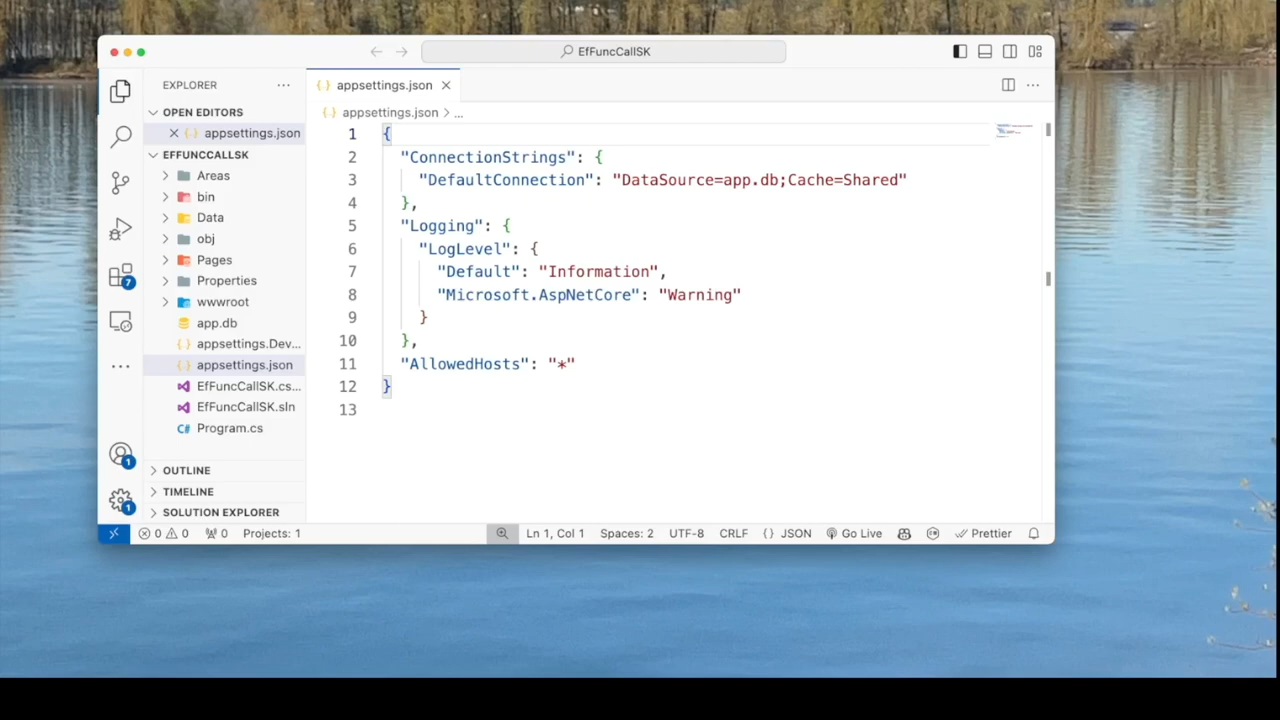 EfFuncCallSK
EXPLORER
OPEN EDITORS
appsettings.json
EFFUNCCALLSK
Areas
bin
Data
obj
Pages
Properties
wwwroot
app.db
appsettings.Dev...
appsettings.json
EfFuncCallSK.cs...
EfFuncCallSK.sln
Program.cs
OUTLINE
TIMELINE
SOLUTION EXPLORER
7
1
1
appsettings.json
appsettings.json > ...
1 {
2 "ConnectionStrings": {
3 "DefaultConnection": "DataSource=app.db;Cache=Shared"
4 },
5 "Logging": {
6 "LogLevel": {
7 "Default": "Information",
8 "Microsoft.AspNetCore": "Warning"
9 }
10 },
11 "AllowedHosts": "*"
12 }
13
0 0 0 Projects: 1 Ln 1, Col 1 Spaces: 2 UTF-8 CRLF {} JSON Go Live Prettier